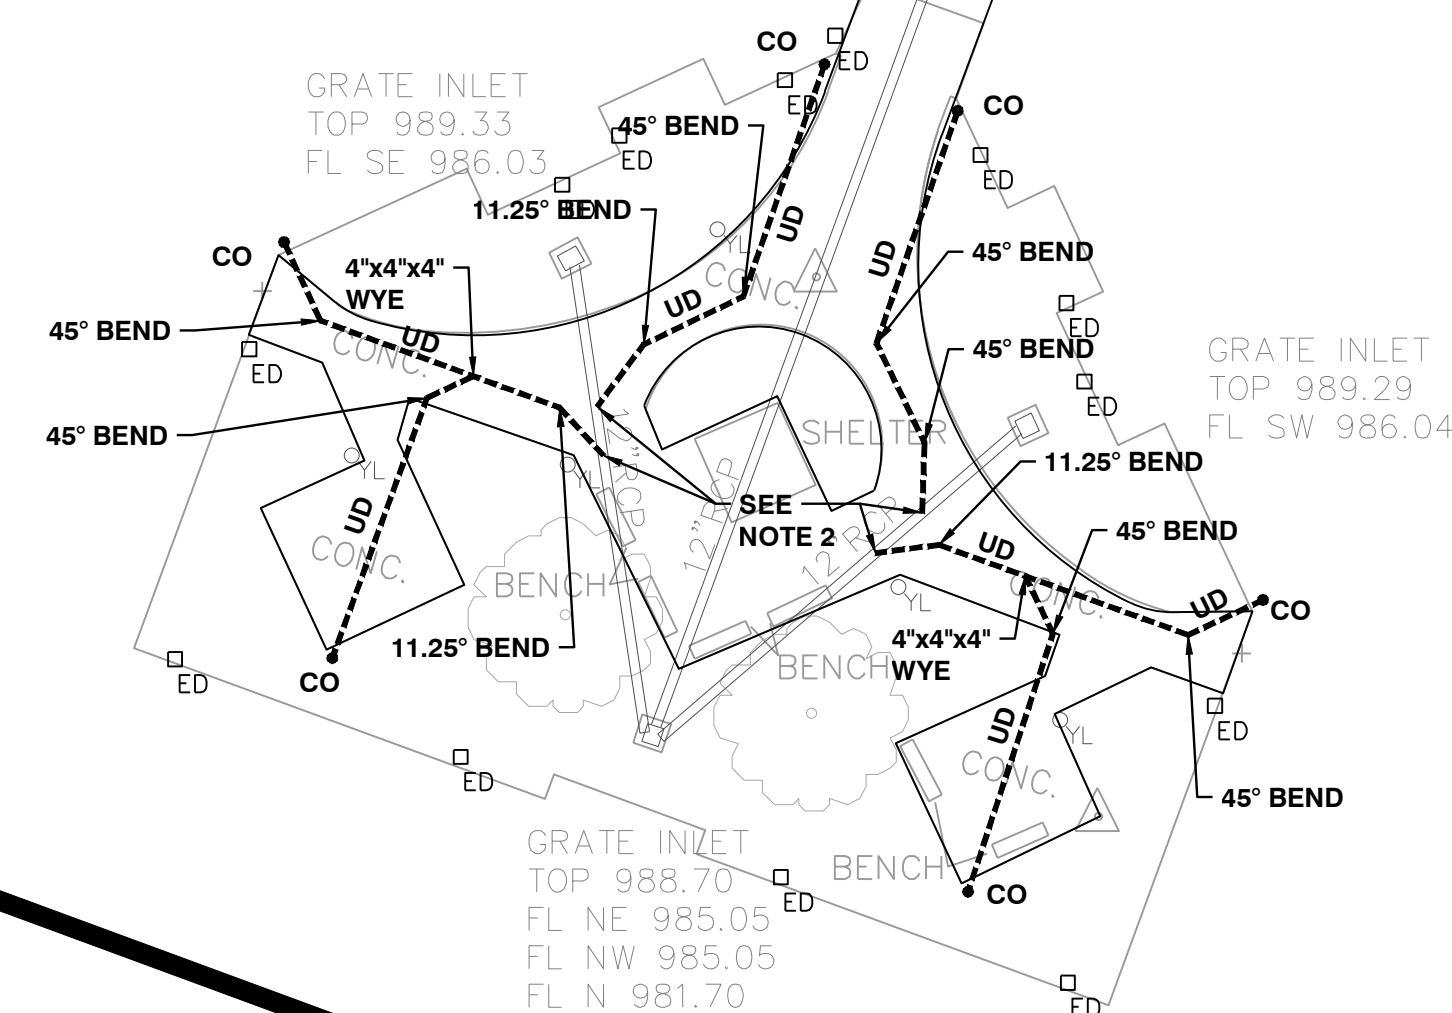 CO
ED
GRATE INLET
TOP 989.33
FL SE 986.03
ED
CO
45° BEND
ED
ED
11.25° BEND
ED
UD
YL
CONC.
UD
45° BEND
CO
4"x4"x4"
WYE
UD
ED
45° BEND
UD
CONC.
ED
45° BEND
GRATE INLET
TOP 989.29
FL SW 986.04
ED
45° BEND
SHELTER
YL
YL
12"RCP
12"RCP
12" RCP
11.25° BEND
SEE
NOTE 2
UD
CONC.
45° BEND
UD
CONC.
BENCH
YL
UD
CO
11.25° BEND
4"x4"x4"
WYE
BENCH
ED
CO
UD
YL
ED
CONC.
ED
45° BEND
GRATE INLET
TOP 988.70
FL NE 985.05
FL NW 985.05
FL N 981.70
BENCH
ED
CO
ED